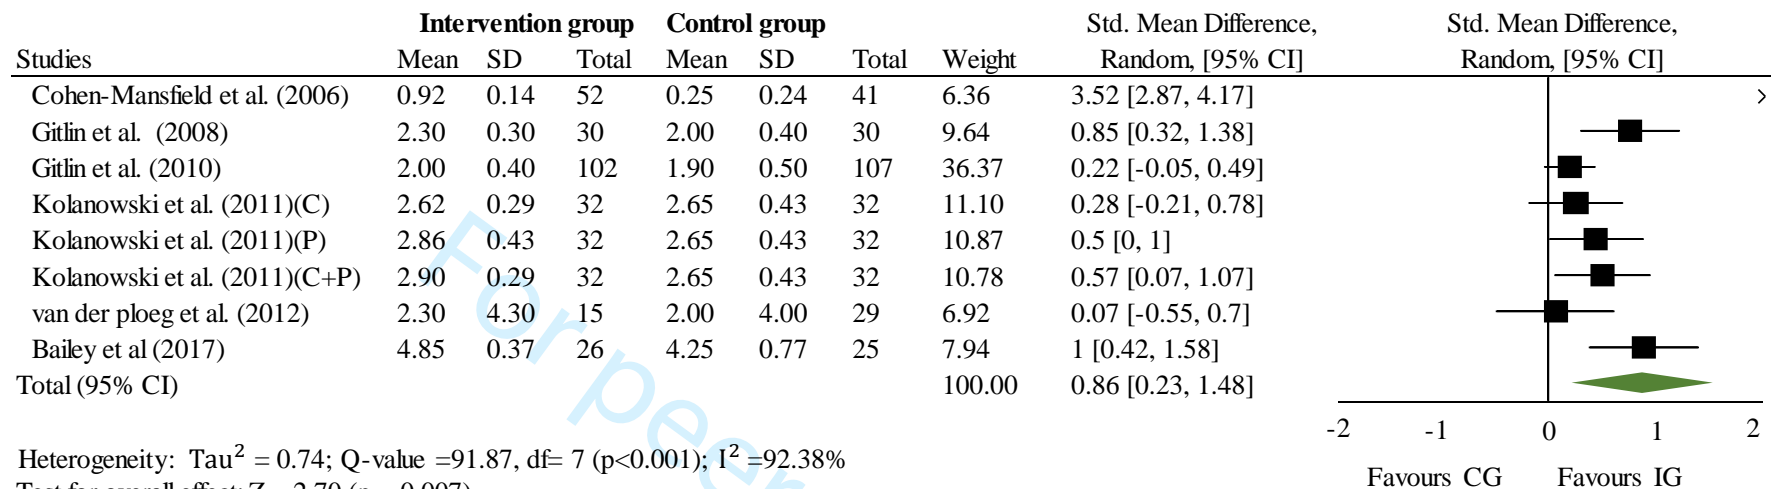 Intervention group Control group Std. Mean Difference, Std. Mean Difference,
Studies Mean SD Total Mean SD Total Weight Random, [95% CI] Random, [95% CI]
Cohen-Mansfield et al. (2006) 0.92 0.14 52 0.25 0.24 41 6.36 3.52 [2.87, 4.17]
Gitlin et al. (2008) 2.30 0.30 30 2.00 0.40 30 9.64 0.85 [0.32, 1.38]
Gitlin et al. (2010) 2.00 0.40 102 1.90 0.50 107 36.37 0.22 [-0.05, 0.49]
Kolanowski et al. (2011)(C) 2.62 0.29 32 2.65 0.43 32 11.10 0.28 [-0.21, 0.78]
Kolanowski et al. (2011)(P) 2.86 0.43 32 2.65 0.43 32 10.87 0.5 [0, 1]
Kolanowski et al. (2011)(C+P) 2.90 0.29 32 2.65 0.43 32 10.78 0.57 [0.07, 1.07]
van der ploeg et al. (2012) 2.30 4.30 15 2.00 4.00 29 6.92 0.07 [-0.55, 0.7]
Bailey et al (2017) 4.85 0.37 26 4.25 0.77 25 7.94 1 [0.42, 1.58]
Total (95% CI) 100.00 0.86 [0.23, 1.48]
-2 -1 0 1 2
Heterogeneity: Tau² = 0.74; Q-value =91.87, df= 7 (p<0.001); I² =92.38%
Favours CG Favours IG
For peer